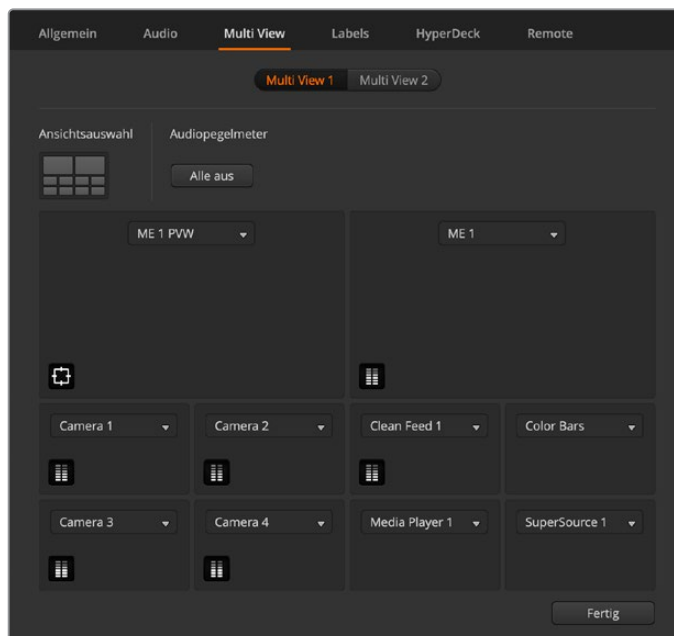 Allgemein Audio Multi View Labels HyperDeck Remote
Multi View 1 Multi View 2
Ansichtsauswahl Audiopegelmeter
Alle aus
ME 1 PVW ME 1
Camera 1 Camera 2 Clean Feed 1 Color Bars
Camera 3 Camera 4 Media Player 1 SuperSource 1
Fertig